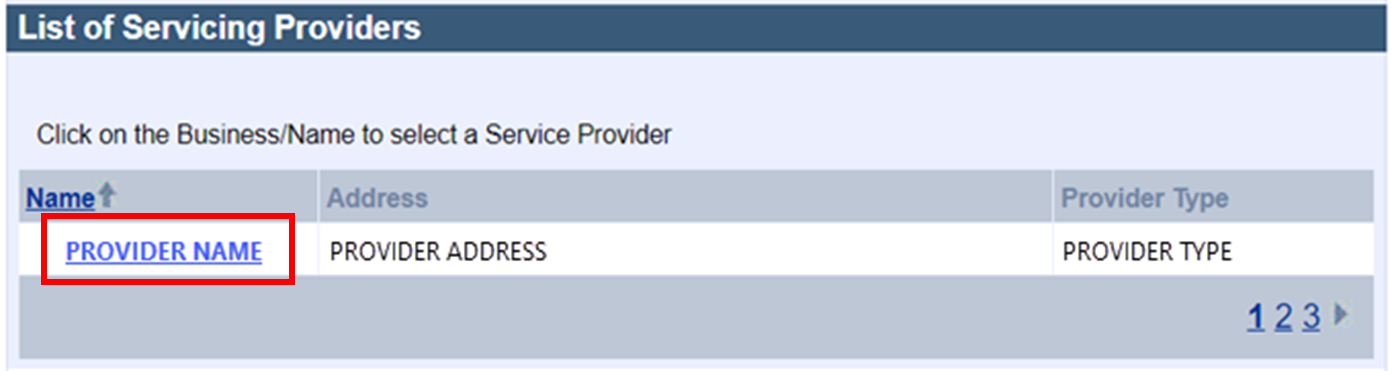 List of Servicing Providers
Click on the Business/Name to select a Service Provider
Name Address Provider Type
PROVIDER NAME PROVIDER ADDRESS PROVIDER TYPE
1 2 3